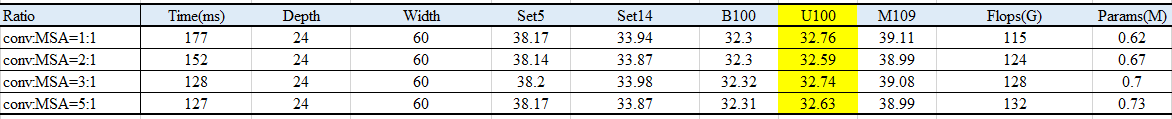 Ratio Time(ms) Depth Width Set5 Set14 B100 U100 M109 Flops(G) Params(M)
conv:MSA=1:1 177 24 60 38.17 33.94 32.3 32.76 39.11 115 0.62
conv:MSA=2:1 152 24 60 38.14 33.87 32.3 32.59 38.99 124 0.67
conv:MSA=3:1 128 24 60 38.2 33.98 32.32 32.74 39.08 128 0.7
conv:MSA=5:1 127 24 60 38.17 33.87 32.31 32.63 38.99 132 0.73